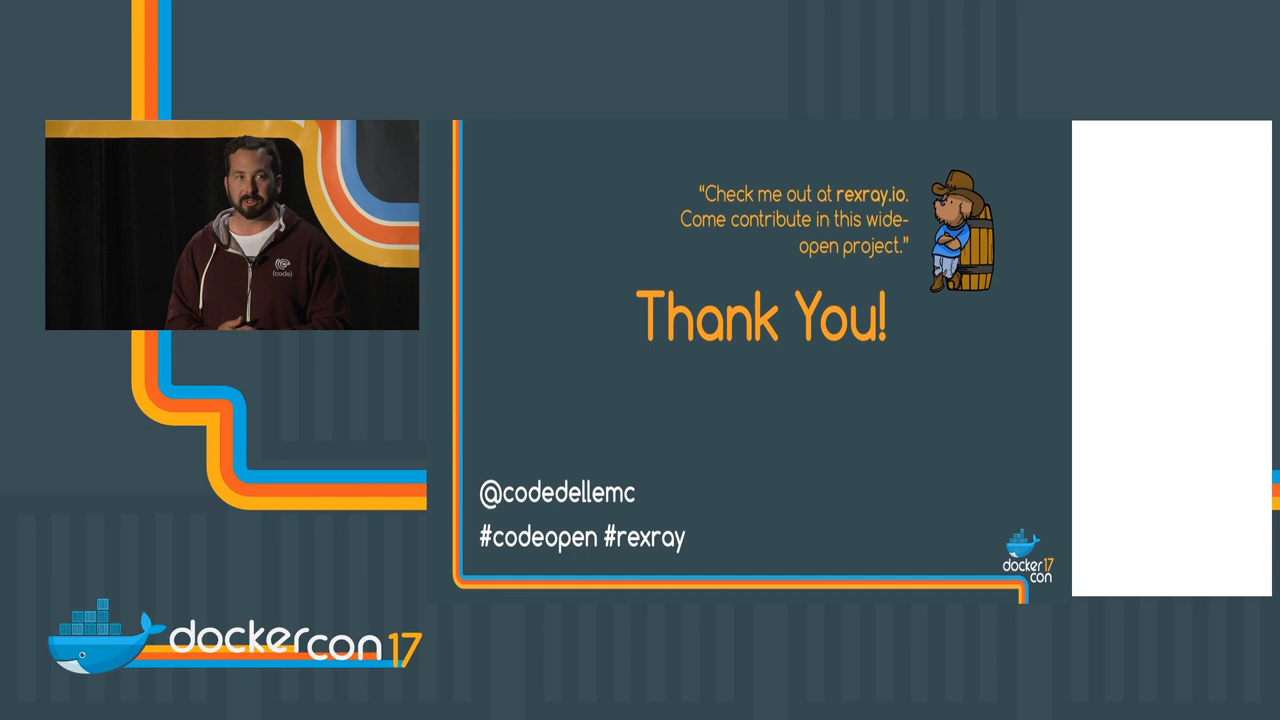 {code}
“Check me out at rexray.io.
Come contribute in this wide-
open project.”
Thank You!
@codedellemc
#codeopen #rexray
docker 17
con
dockercon 17